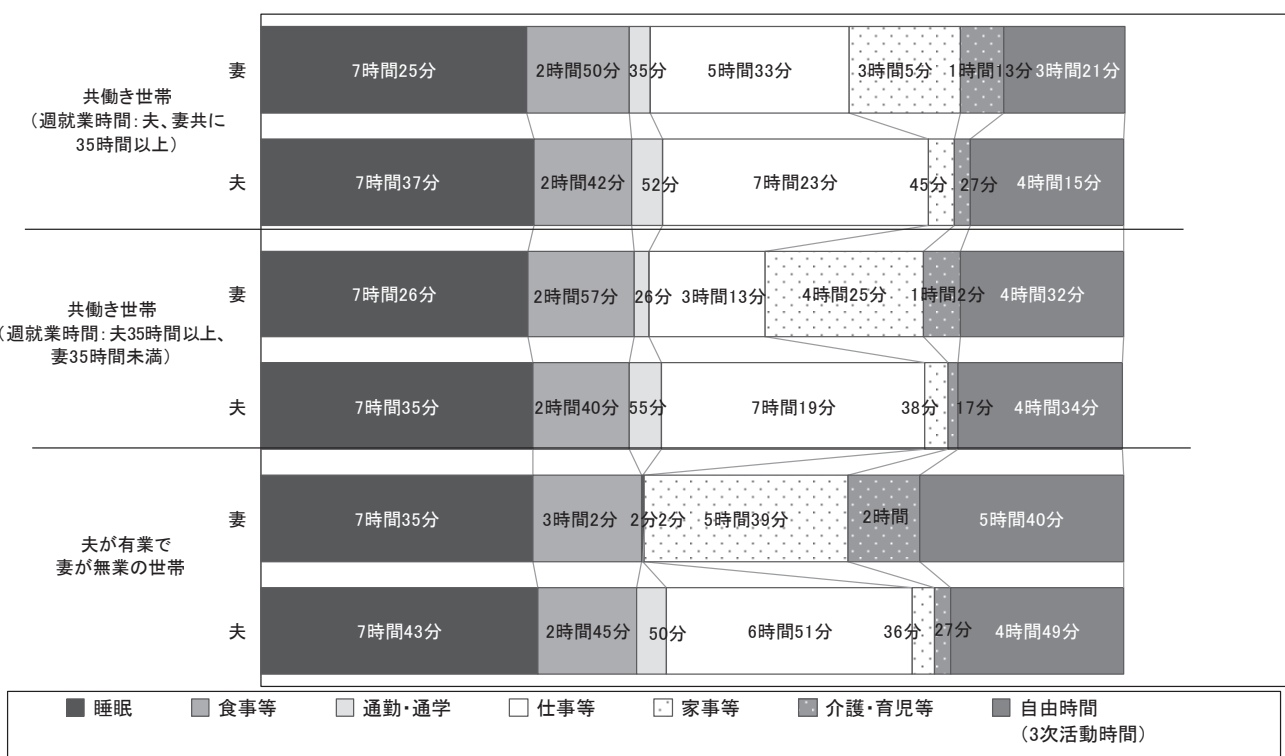 共働き世帯
（週就業時間：夫、妻共に
35時間以上）
妻
7時間25分 2時間50分 35分 5時間33分 3時間5分 1時間13分 3時間21分
夫
7時間37分 2時間42分 52分 7時間23分 45分 27分 4時間15分
共働き世帯
（週就業時間：夫35時間以上、
妻35時間未満）
妻
7時間26分 2時間57分 26分 3時間13分 4時間25分 1時間2分 4時間32分
夫
7時間35分 2時間40分 55分 7時間19分 38分 17分 4時間34分
夫が有業で
妻が無業の世帯
妻
7時間35分 3時間2分 2分 2分 5時間39分 2時間 5時間40分
夫
7時間43分 2時間45分 50分 6時間51分 36分 27分 4時間49分
睡眠 食事等 通勤・通学 仕事等 家事等 介護・育児等 自由時間
（3次活動時間）